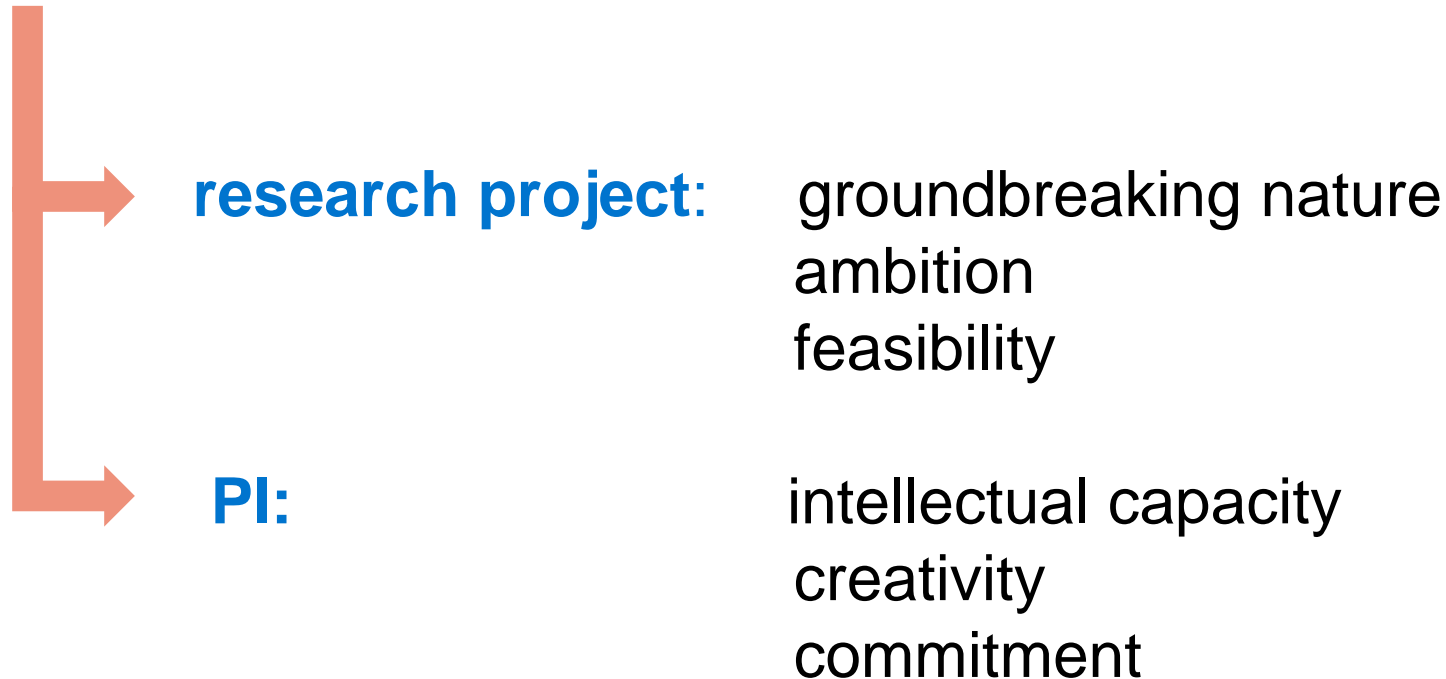 research project: groundbreaking nature
ambition
feasibility
PI: intellectual capacity
creativity
commitment